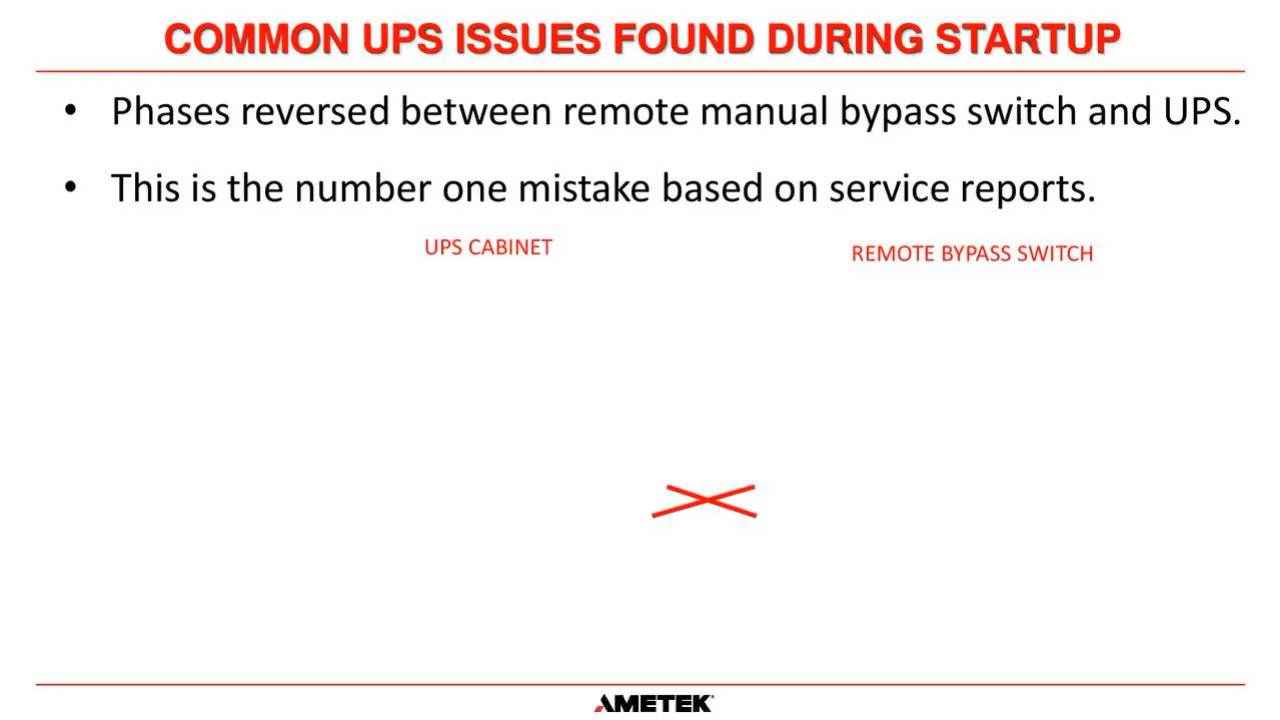 COMMON UPS ISSUES FOUND DURING STARTUP
• Phases reversed between remote manual bypass switch and UPS.
• This is the number one mistake based on service reports.
UPS CABINET
REMOTE BYPASS SWITCH
AMETEK